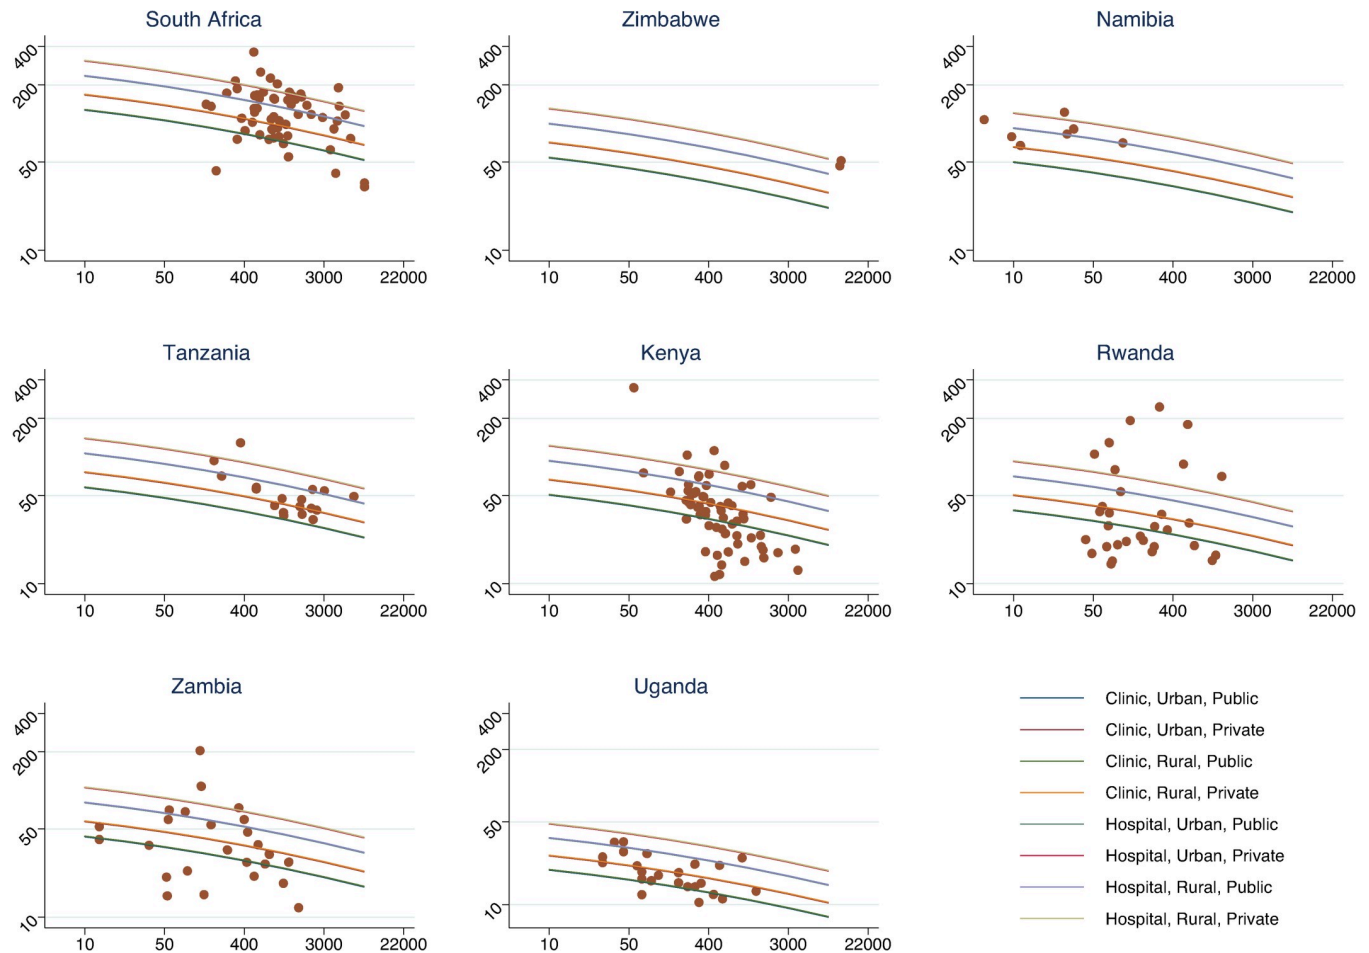 South Africa
Zimbabwe
Namibia
400
200
50
10
10 50 400 3000 22000
400
200
50
10
10 50 400 3000 22000
400
200
50
10
10 50 400 3000 22000
Tanzania
Kenya
Rwanda
400
200
50
10
10 50 400 3000 22000
400
200
50
10
10 50 400 3000 22000
400
200
50
10
10 50 400 3000 22000
Zambia
Uganda
400
200
50
10
10 50 400 3000 22000
400
200
50
10
10 50 400 3000 22000
Clinic, Urban, Public
Clinic, Urban, Private
Clinic, Rural, Public
Clinic, Rural, Private
Hospital, Urban, Public
Hospital, Urban, Private
Hospital, Rural, Public
Hospital, Rural, Private